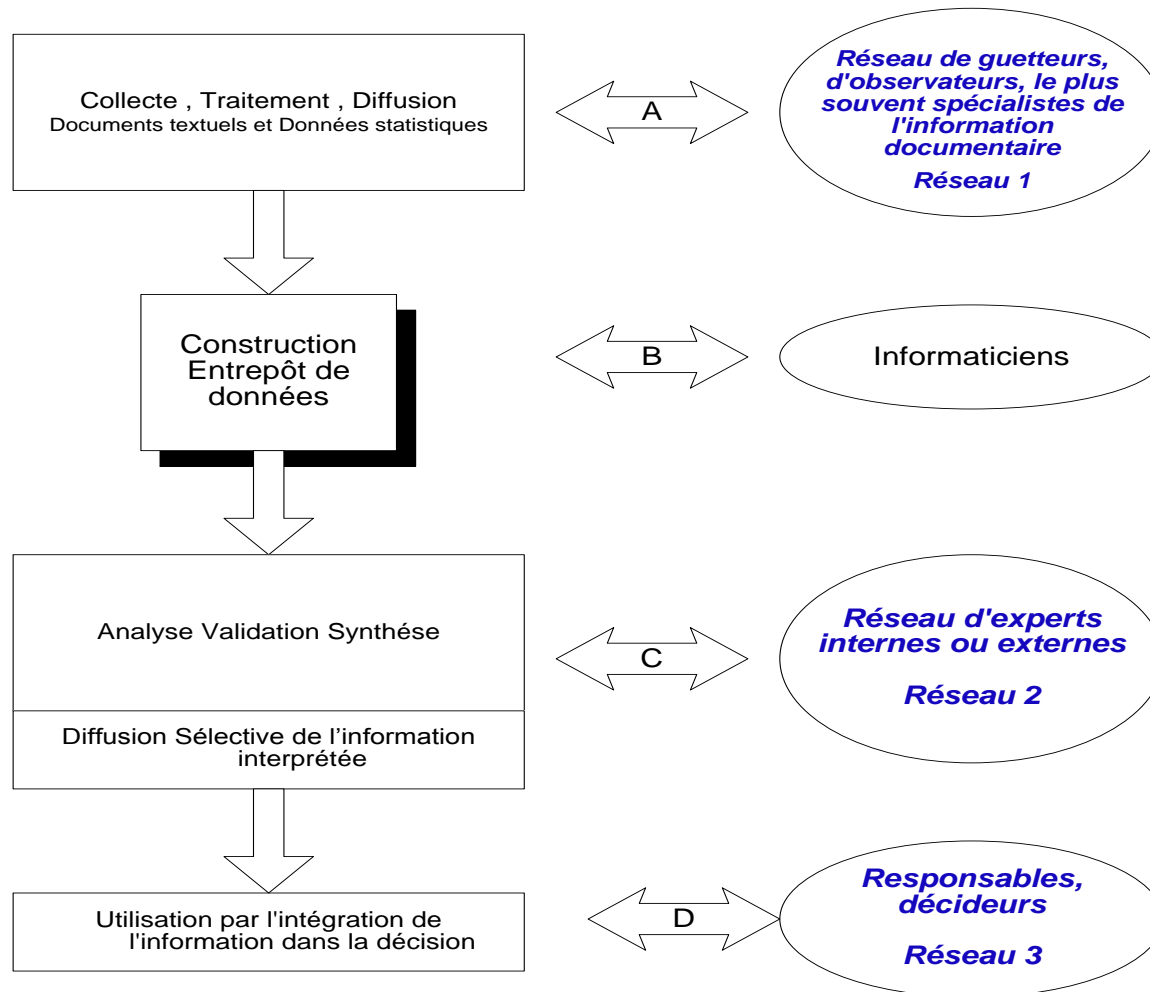 Collecte , Traitement , Diffusion
Documents textuels et Données statistiques
A
Réseau de guetteurs,
d'observateurs, le plus
souvent spécialistes de
l'information
documentaire
Réseau 1
Construction
Entrepôt de
données
B
Informaticiens
Analyse Validation Synthése
Diffusion Sélective de l’information
interprétée
C
Réseau d'experts
internes ou externes
Réseau 2
Utilisation par l'intégration de
l'information dans la décision
D
Responsables,
décideurs
Réseau 3